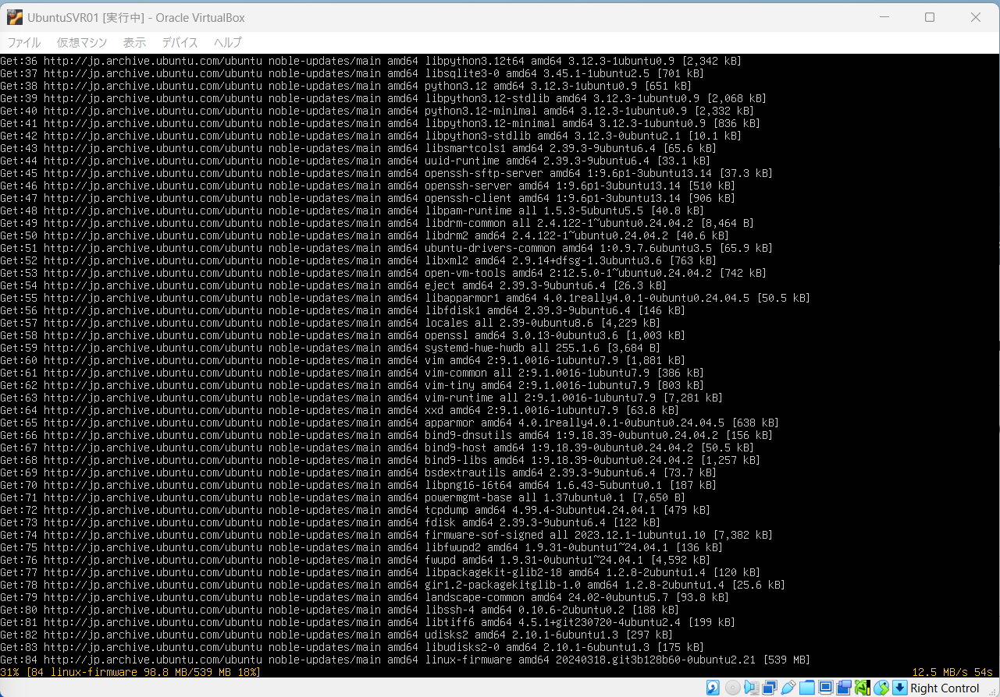 UbuntuSVR01 [実行中] - Oracle VirtualBox
ファイル 仮想マシン 表示 デバイス ヘルプ
Get:36 http://jp.archive.ubuntu.com/ubuntu noble-updates/main amd64 libpython3.12t64 amd64 3.12.3-1ubuntu0.9 [2,342 kB]
Get:37 http://jp.archive.ubuntu.com/ubuntu noble-updates/main amd64 libsqlite3-0 amd64 3.45.1-1ubuntu2.5 [701 kB]
Get:38 http://jp.archive.ubuntu.com/ubuntu noble-updates/main amd64 python3.12 amd64 3.12.3-1ubuntu0.9 [651 kB]
Get:39 http://jp.archive.ubuntu.com/ubuntu noble-updates/main amd64 libpython3.12-stdlib amd64 3.12.3-1ubuntu0.9 [2,068 kB]
Get:40 http://jp.archive.ubuntu.com/ubuntu noble-updates/main amd64 python3.12-minimal amd64 3.12.3-1ubuntu0.9 [2,332 kB]
Get:41 http://jp.archive.ubuntu.com/ubuntu noble-updates/main amd64 libpython3.12-minimal amd64 3.12.3-1ubuntu0.9 [836 kB]
Get:42 http://jp.archive.ubuntu.com/ubuntu noble-updates/main amd64 libpython3-stdlib amd64 3.12.3-0ubuntu2.1 [10.1 kB]
Get:43 http://jp.archive.ubuntu.com/ubuntu noble-updates/main amd64 libsmartcols1 amd64 2.39.3-9ubuntu6.4 [65.6 kB]
Get:44 http://jp.archive.ubuntu.com/ubuntu noble-updates/main amd64 uuid-runtime amd64 2.39.3-9ubuntu6.4 [33.1 kB]
Get:45 http://jp.archive.ubuntu.com/ubuntu noble-updates/main amd64 openssh-sftp-server amd64 1:9.6p1-3ubuntu13.14 [37.3 kB]
Get:46 http://jp.archive.ubuntu.com/ubuntu noble-updates/main amd64 openssh-server amd64 1:9.6p1-3ubuntu13.14 [510 kB]
Get:47 http://jp.archive.ubuntu.com/ubuntu noble-updates/main amd64 openssh-client amd64 1:9.6p1-3ubuntu13.14 [906 kB]
Get:48 http://jp.archive.ubuntu.com/ubuntu noble-updates/main amd64 libpam-runtime all 1.5.3-5ubuntu5.5 [40.8 kB]
Get:49 http://jp.archive.ubuntu.com/ubuntu noble-updates/main amd64 libdrm-common all 2.4.122-1~ubuntu0.24.04.2 [8,464 B]
Get:50 http://jp.archive.ubuntu.com/ubuntu noble-updates/main amd64 libdrm2 amd64 2.4.122-1~ubuntu0.24.04.2 [40.6 kB]
Get:51 http://jp.archive.ubuntu.com/ubuntu noble-updates/main amd64 ubuntu-drivers-common amd64 1:0.9.7.6ubuntu3.5 [65.9 kB]
Get:52 http://jp.archive.ubuntu.com/ubuntu noble-updates/main amd64 libxml2 amd64 2.9.14+dfsg-1.3ubuntu3.6 [763 kB]
Get:53 http://jp.archive.ubuntu.com/ubuntu noble-updates/main amd64 open-vm-tools amd64 2:12.5.0-1~ubuntu0.24.04.2 [742 kB]
Get:54 http://jp.archive.ubuntu.com/ubuntu noble-updates/main amd64 eject amd64 2.39.3-9ubuntu6.4 [26.3 kB]
Get:55 http://jp.archive.ubuntu.com/ubuntu noble-updates/main amd64 libapparmor1 amd64 4.0.1really4.0.1-0ubuntu0.24.04.5 [50.5 kB]
Get:56 http://jp.archive.ubuntu.com/ubuntu noble-updates/main amd64 libfdisk1 amd64 2.39.3-9ubuntu6.4 [146 kB]
Get:57 http://jp.archive.ubuntu.com/ubuntu noble-updates/main amd64 locales all 2.39-0ubuntu8.6 [4,229 kB]
Get:58 http://jp.archive.ubuntu.com/ubuntu noble-updates/main amd64 openssl amd64 3.0.13-0ubuntu3.6 [1,003 kB]
Get:59 http://jp.archive.ubuntu.com/ubuntu noble-updates/main amd64 systemd-hwe-hwdb all 255.1.6 [3,684 B]
Get:60 http://jp.archive.ubuntu.com/ubuntu noble-updates/main amd64 vim amd64 2:9.1.0016-1ubuntu7.9 [1,881 kB]
Get:61 http://jp.archive.ubuntu.com/ubuntu noble-updates/main amd64 vim-common all 2:9.1.0016-1ubuntu7.9 [386 kB]
Get:62 http://jp.archive.ubuntu.com/ubuntu noble-updates/main amd64 vim-tiny amd64 2:9.1.0016-1ubuntu7.9 [803 kB]
Get:63 http://jp.archive.ubuntu.com/ubuntu noble-updates/main amd64 vim-runtime all 2:9.1.0016-1ubuntu7.9 [7,281 kB]
Get:64 http://jp.archive.ubuntu.com/ubuntu noble-updates/main amd64 xxd amd64 2:9.1.0016-1ubuntu7.9 [63.8 kB]
Get:65 http://jp.archive.ubuntu.com/ubuntu noble-updates/main amd64 apparmor amd64 4.0.1really4.0.1-0ubuntu0.24.04.5 [638 kB]
Get:66 http://jp.archive.ubuntu.com/ubuntu noble-updates/main amd64 bind9-dnsutils amd64 1:9.18.39-0ubuntu0.24.04.2 [156 kB]
Get:67 http://jp.archive.ubuntu.com/ubuntu noble-updates/main amd64 bind9-host amd64 1:9.18.39-0ubuntu0.24.04.2 [50.5 kB]
Get:68 http://jp.archive.ubuntu.com/ubuntu noble-updates/main amd64 bind9-libs amd64 1:9.18.39-0ubuntu0.24.04.2 [1,257 kB]
Get:69 http://jp.archive.ubuntu.com/ubuntu noble-updates/main amd64 bsdextrautils amd64 2.39.3-9ubuntu6.4 [73.7 kB]
Get:70 http://jp.archive.ubuntu.com/ubuntu noble-updates/main amd64 libpng16-16t64 amd64 1.6.43-5ubuntu0.1 [187 kB]
Get:71 http://jp.archive.ubuntu.com/ubuntu noble-updates/main amd64 powermgmt-base all 1.37ubuntu0.1 [7,650 B]
Get:72 http://jp.archive.ubuntu.com/ubuntu noble-updates/main amd64 tcpdump amd64 4.99.4-3ubuntu4.24.04.1 [479 kB]
Get:73 http://jp.archive.ubuntu.com/ubuntu noble-updates/main amd64 fdisk amd64 2.39.3-9ubuntu6.4 [122 kB]
Get:74 http://jp.archive.ubuntu.com/ubuntu noble-updates/main amd64 firmware-sof-signed all 2023.12.1-1ubuntu1.10 [7,382 kB]
Get:75 http://jp.archive.ubuntu.com/ubuntu noble-updates/main amd64 libfwupd2 amd64 1.9.31-0ubuntu1~24.04.1 [136 kB]
Get:76 http://jp.archive.ubuntu.com/ubuntu noble-updates/main amd64 fwupd amd64 1.9.31-0ubuntu1~24.04.1 [4,592 kB]
Get:77 http://jp.archive.ubuntu.com/ubuntu noble-updates/main amd64 libpackagekit-glib2-18 amd64 1.2.8-2ubuntu1.4 [120 kB]
Get:78 http://jp.archive.ubuntu.com/ubuntu noble-updates/main amd64 gir1.2-packagekitglib-1.0 amd64 1.2.8-2ubuntu1.4 [25.6 kB]
Get:79 http://jp.archive.ubuntu.com/ubuntu noble-updates/main amd64 landscape-common amd64 24.02-0ubuntu5.7 [93.8 kB]
Get:80 http://jp.archive.ubuntu.com/ubuntu noble-updates/main amd64 libssh-4 amd64 0.10.6-2ubuntu0.2 [188 kB]
Get:81 http://jp.archive.ubuntu.com/ubuntu noble-updates/main amd64 libtiff6 amd64 4.5.1+git230720-4ubuntu2.4 [199 kB]
Get:82 http://jp.archive.ubuntu.com/ubuntu noble-updates/main amd64 udisks2 amd64 2.10.1-6ubuntu1.3 [297 kB]
Get:83 http://jp.archive.ubuntu.com/ubuntu noble-updates/main amd64 libudisks2-0 amd64 2.10.1-6ubuntu1.3 [175 kB]
Get:84 http://jp.archive.ubuntu.com/ubuntu noble-updates/main amd64 linux-firmware amd64 20240318.git3b128b60-0ubuntu2.21 [539 MB]
31% [84 linux-firmware 98.8 MB/539 MB 18%] 12.5 MB/s 54s
Right Control